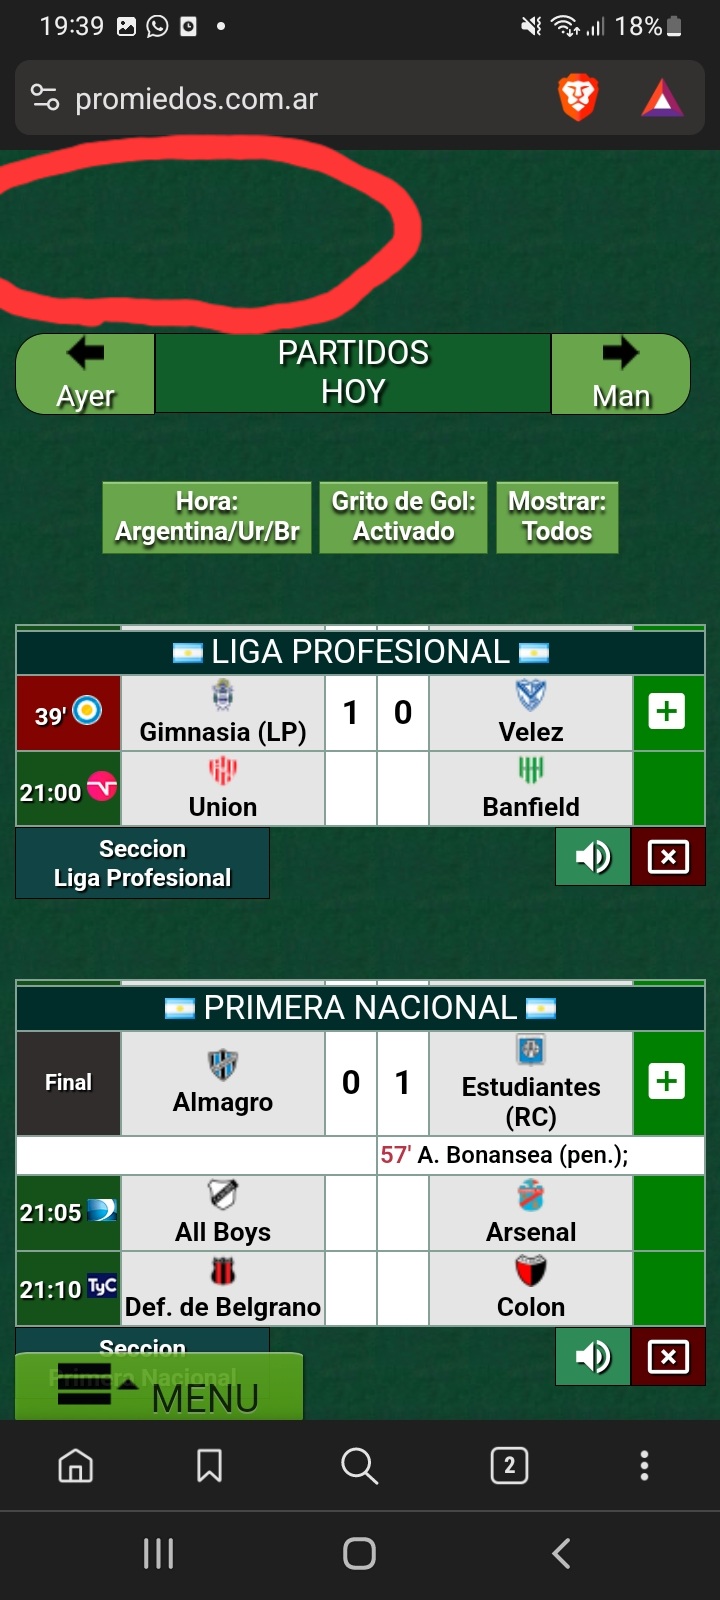 19:39
18%
promiedos.com.ar
PARTIDOS
HOY
Ayer
Man
Hora:
Argentina/Ur/Br
Grito de Gol:
Activado
Mostrar:
Todos
LIGA PROFESIONAL
39' Gimnasia (LP) 1 0 Velez
21:00 Union Banfield
Seccion
Liga Profesional
PRIMERA NACIONAL
Final Almagro 0 1 Estudiantes
(RC)
57' A. Bonansea (pen.);
21:05 All Boys Arsenal
21:10 TyC Def. de Belgrano Colon
Seccion
Primera Nacional
MENU
2